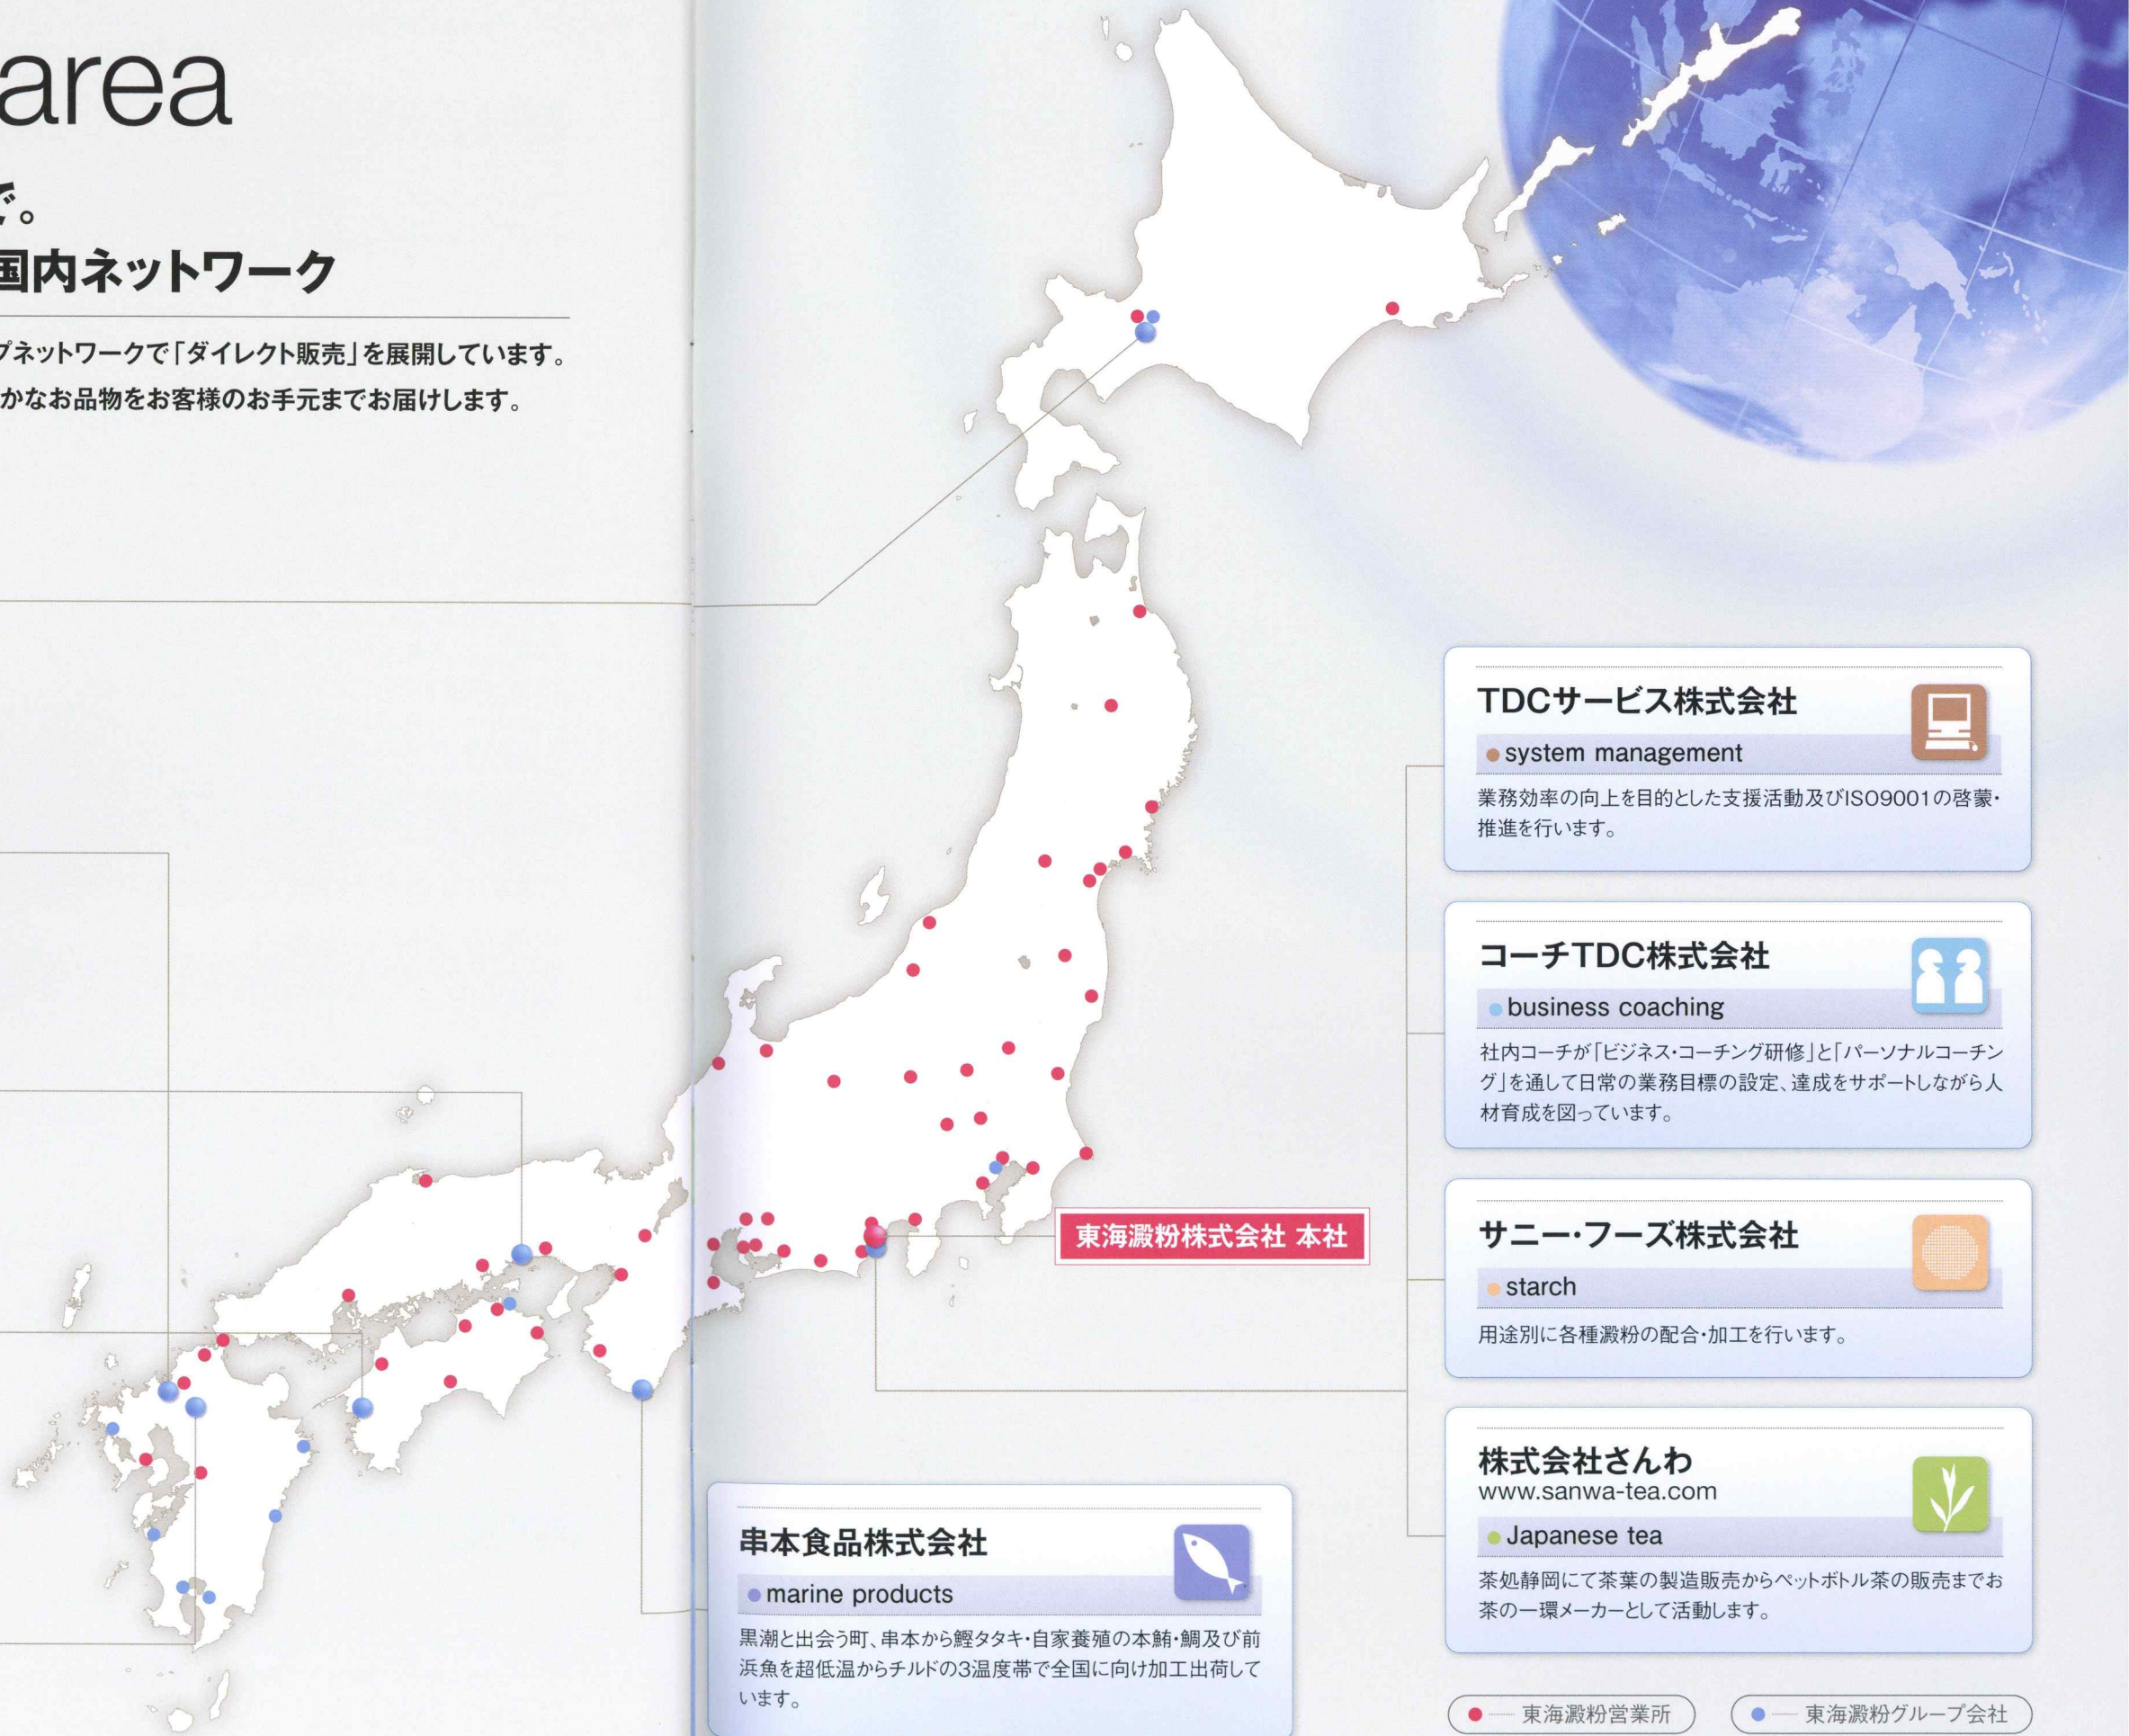 area
で。
国内ネットワーク
プネットワークで「ダイレクト販売」を展開しています。
かなお品物をお客様のお手元までお届けします。
TDCサービス株式会社
system management
業務効率の向上を目的とした支援活動及びISO9001の啓蒙・
推進を行います。
コーチTDC株式会社
business coaching
社内コーチが「ビジネス・コーチング研修」と「パーソナルコーチン
グ」を通して日常の業務目標の設定、達成をサポートしながら人
材育成を図っています。
東海澱粉株式会社 本社
サニー・フーズ株式会社
starch
用途別に各種澱粉の配合・加工を行います。
株式会社さんわ
www.sanwa-tea.com
Japanese tea
茶処静岡にて茶葉の製造販売からペットボトル茶の販売までお
茶の一環メーカーとして活動します。
串本食品株式会社
marine products
黒潮と出会う町、串本から鰹タタキ・自家養殖の本鮪・鯛及び前
浜魚を超低温からチルドの3温度帯で全国に向け加工出荷して
います。
東海澱粉営業所
東海澱粉グループ会社